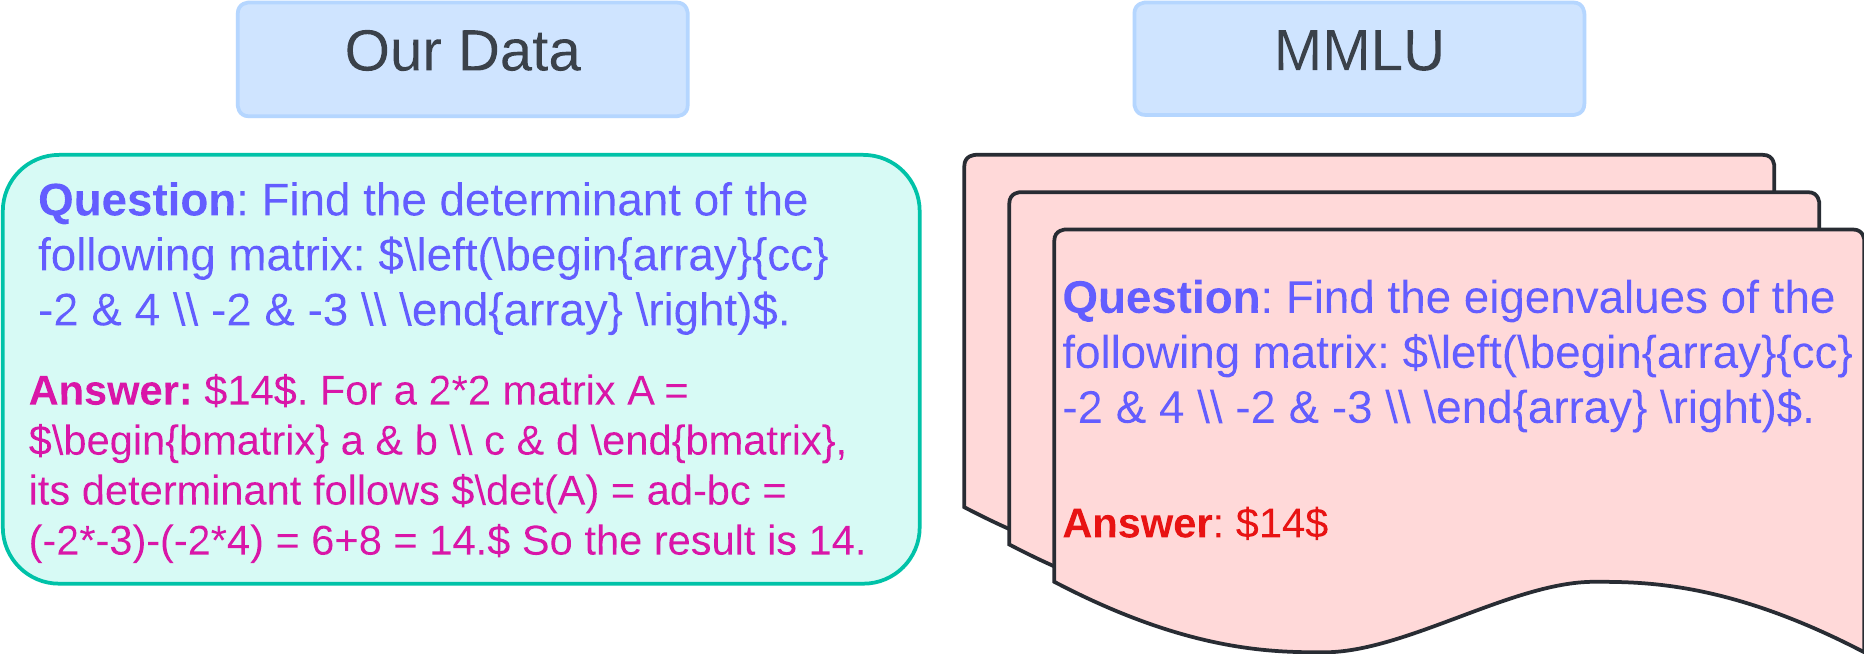 Our Data
Question: Find the determinant of the
following matrix: $\left(\begin{array}{cc}
-2 & 4 \\ -2 & -3 \\ \end{array} \right)$.
Answer: $14$. For a 2*2 matrix A =
$\begin{bmatrix} a & b \\ c & d \end{bmatrix},
its determinant follows $\det(A) = ad-bc =
(-2*-3)-(-2*4) = 6+8 = 14.$ So the result is 14.
MMLU
Question: Find the eigenvalues of the
following matrix: $\left(\begin{array}{cc}
-2 & 4 \\ -2 & -3 \\ \end{array} \right)$.
Answer: $14$